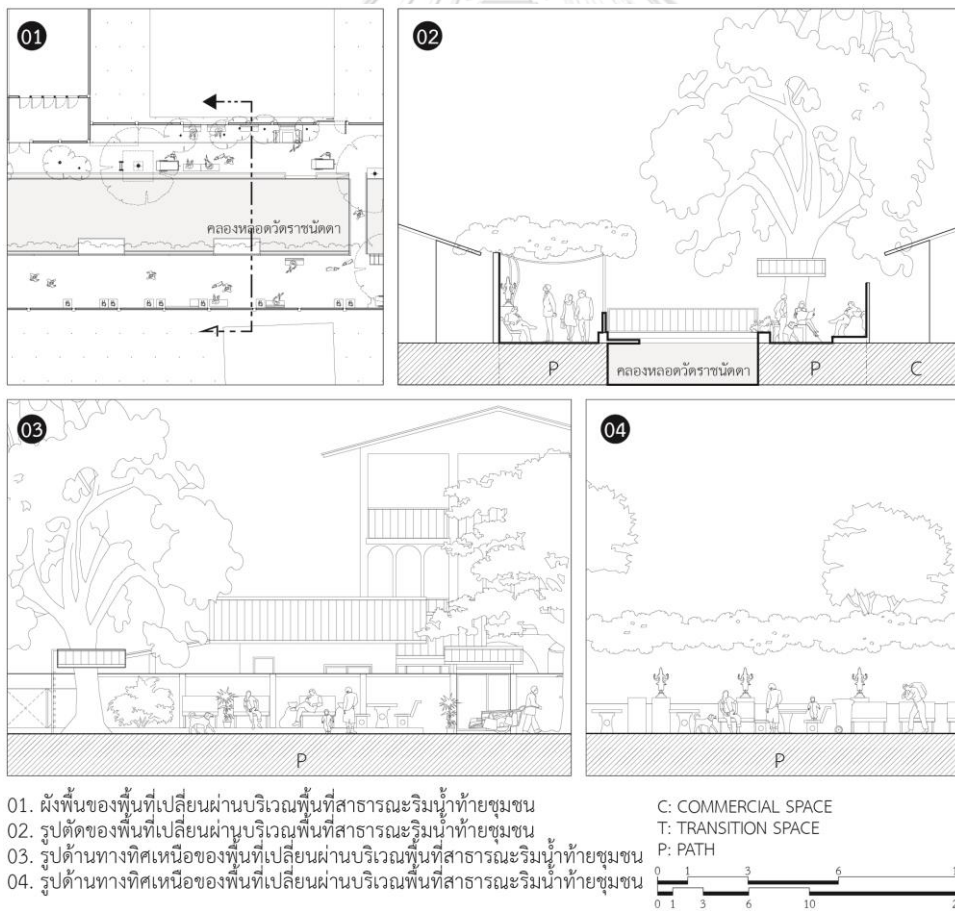 01
02
คลองหลอดวัดราชนัดดา
P
คลองหลอดวัดราชนัดดา
P
C
03
04
P
P
01. ผังพื้นของพื้นที่เปลี่ยนผ่านบริเวณพื้นที่สาธารณะริมน้ำท้ายชุมชน
02. รูปตัดของพื้นที่เปลี่ยนผ่านบริเวณพื้นที่สาธารณะริมน้ำท้ายชุมชน
03. รูปด้านทางทิศเหนือของพื้นที่เปลี่ยนผ่านบริเวณพื้นที่สาธารณะริมน้ำท้ายชุมชน
04. รูปด้านทางทิศเหนือของพื้นที่เปลี่ยนผ่านบริเวณพื้นที่สาธารณะริมน้ำท้ายชุมชน
C: COMMERCIAL SPACE
T: TRANSITION SPACE
P: PATH
0 1 3 6
0 1 3 6 10